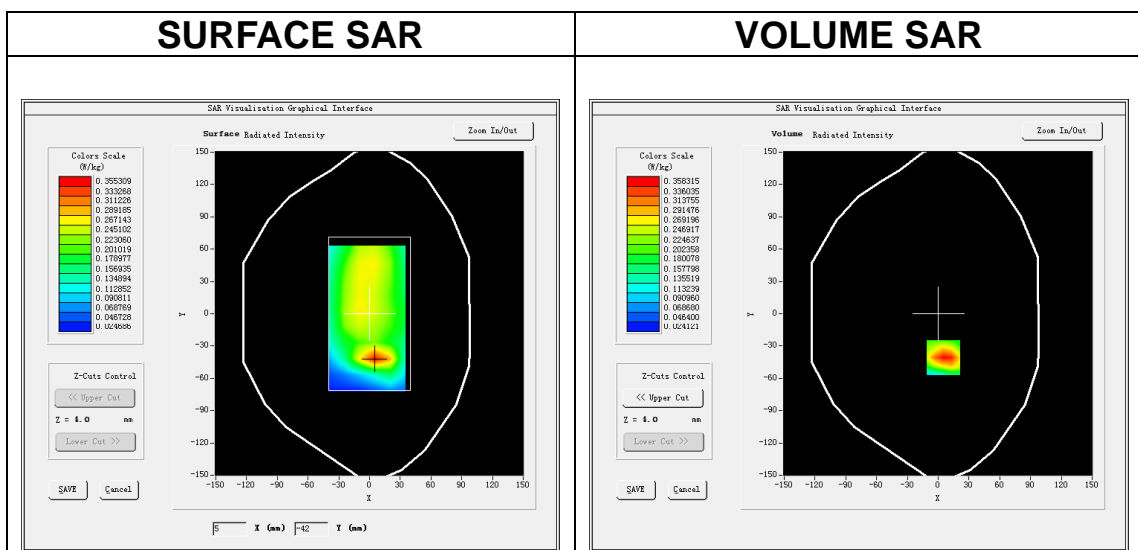 SURFACE SAR
VOLUME SAR
SAR Visualisation Graphical Interface
Surface Radiated Intensity
Zoom In/Out
Colors Scale
(W/kg)
0.355309
0.333268
0.311226
0.289185
0.267143
0.245102
0.223060
0.201019
0.178977
0.156935
0.134894
0.112852
0.090811
0.068769
0.046728
0.024686
150
120
90
60
30
0
-30
-60
-90
-120
-150
Y
-150 -120 -90 -60 -30 0 30 60 90 120 150
X
Z-Cuts Control
<< Upper Cut
Z = 4.0 mm
Lower Cut >>
SAVE Cancel
5 X (mm) -42 Y (mm)
SAR Visualisation Graphical Interface
Volume Radiated Intensity
Zoom In/Out
Colors Scale
(W/kg)
0.358315
0.336035
0.313755
0.291476
0.269196
0.246917
0.224637
0.202358
0.180078
0.157798
0.135519
0.113239
0.090960
0.068680
0.046400
0.024121
150
120
90
60
30
0
-30
-60
-90
-120
-150
Y
-150 -120 -90 -60 -30 0 30 60 90 120 150
X
Z-Cuts Control
<< Upper Cut
Z = 4.0 mm
Lower Cut >>
SAVE Cancel